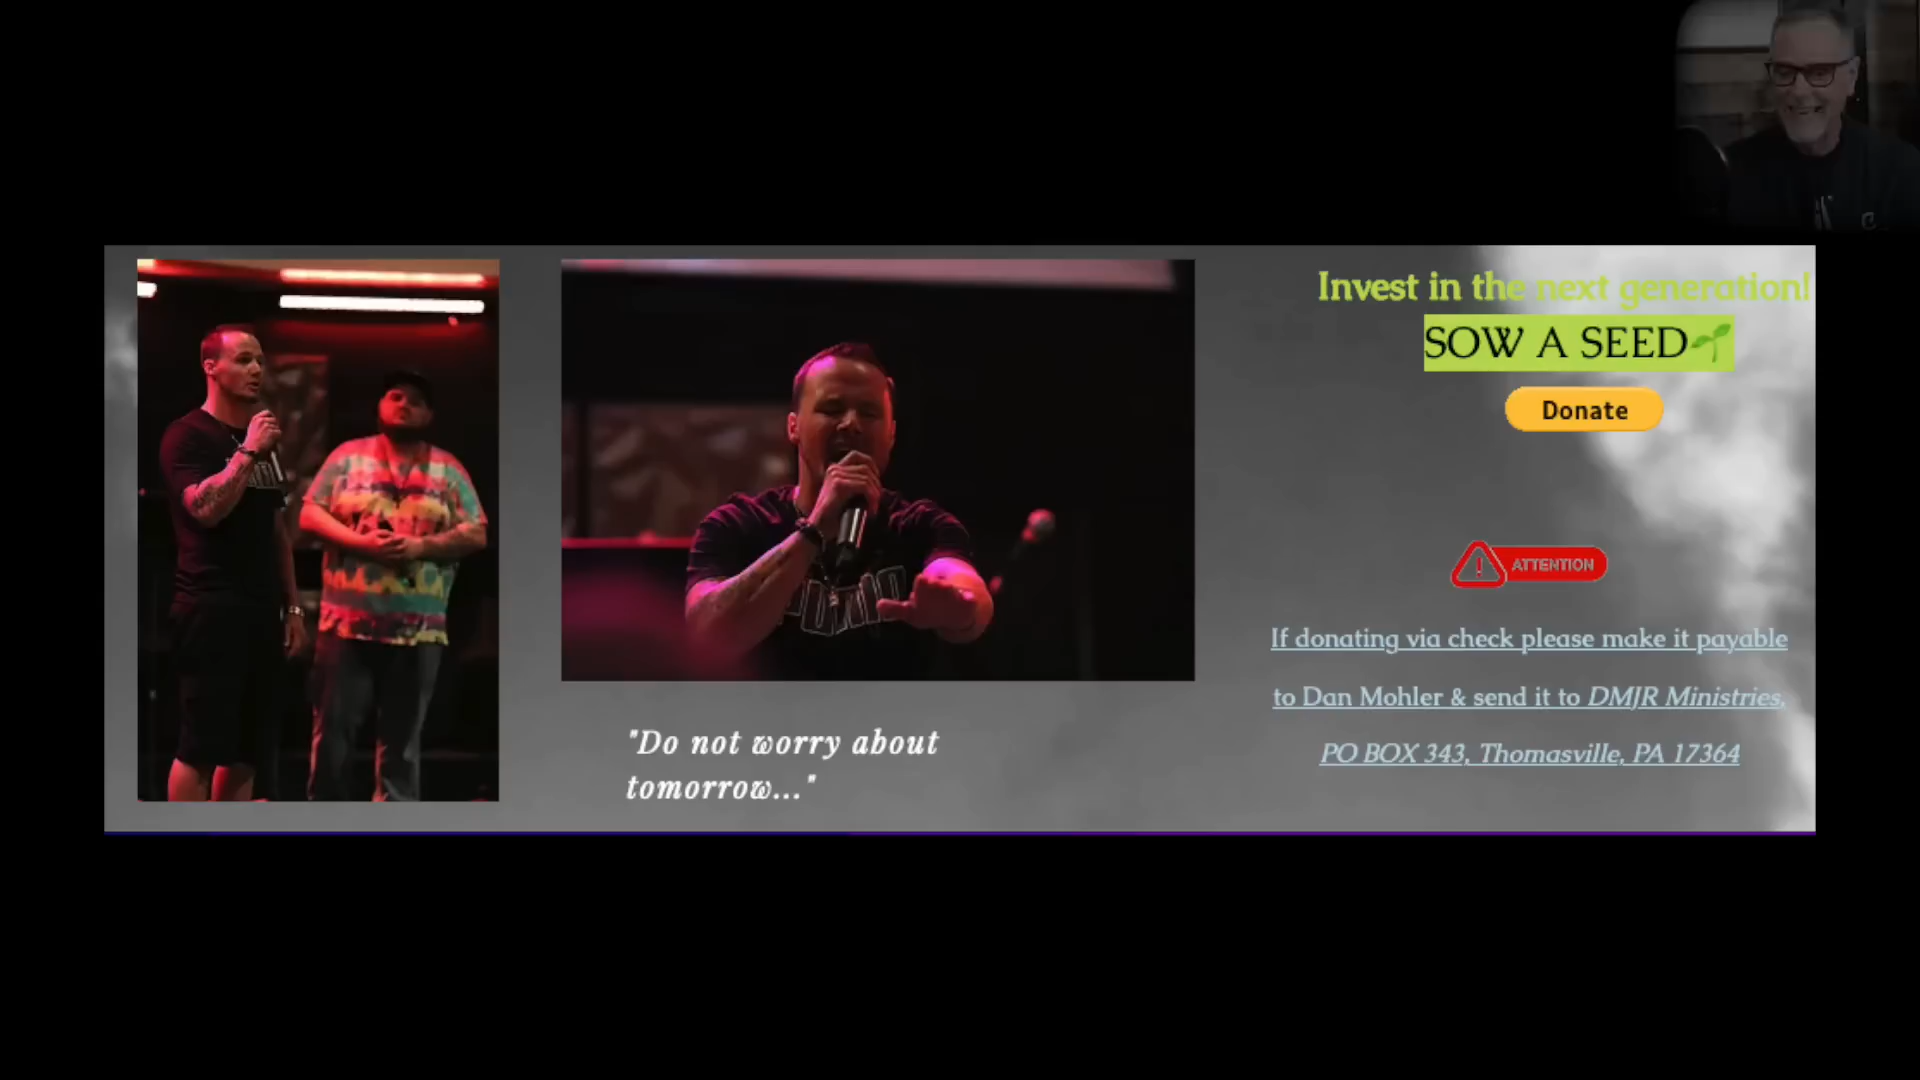 Invest in the next generation!
SOW A SEED🌱
Donate
ATTENTION
If donating via check please make it payable
to Dan Mohler & send it to DMJR Ministries,
PO BOX 343, Thomasville, PA 17364
"Do not worry about
tomorrow..."